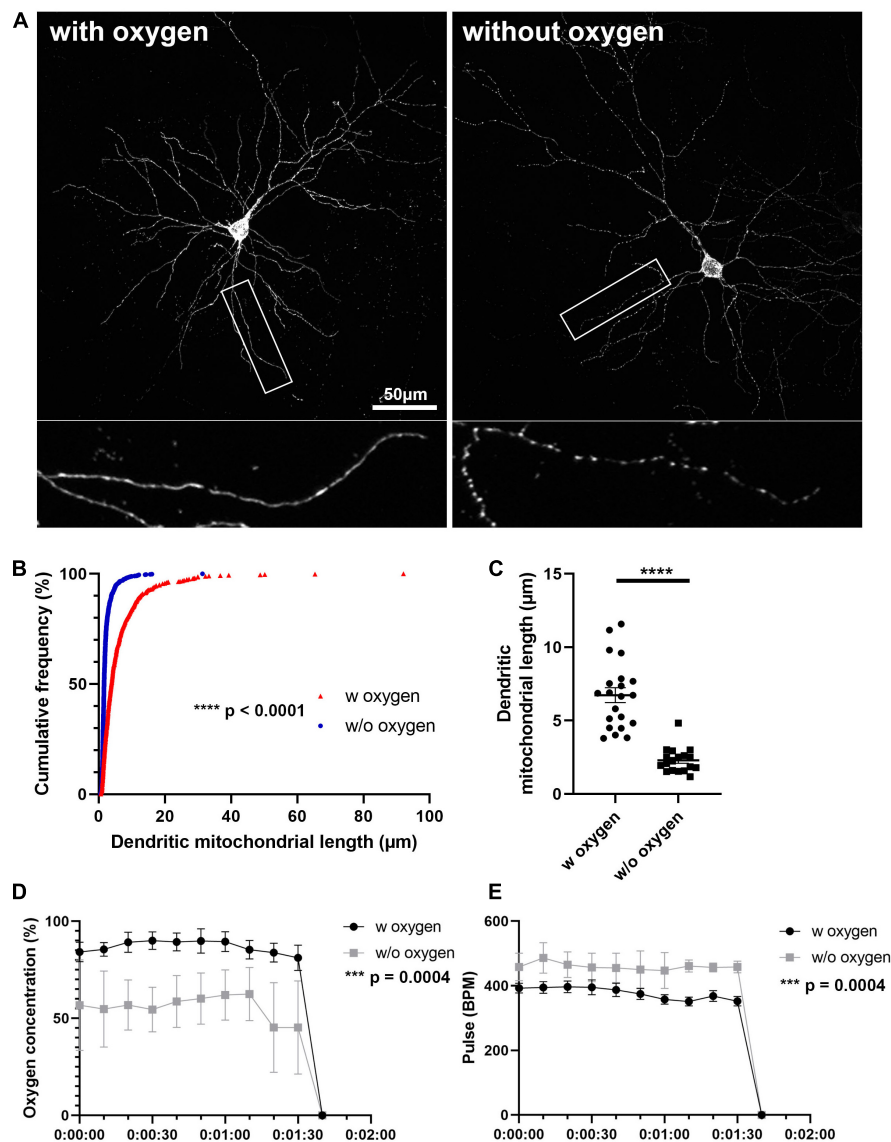 A
with oxygen
without oxygen
50µm
B
Cumulative frequency (%)
100
50
0
**** p < 0.0001
w oxygen
w/o oxygen
0
20
40
60
80
100
Dendritic mitochondrial length (µm)
C
Dendritic
mitochondrial length (µm)
15
10
5
0
****
w oxygen
w/o oxygen
D
Oxygen concentration (%)
100
50
0
w oxygen
w/o oxygen
*** p = 0.0004
0:00:00
0:00:30
0:01:00
0:01:30
0:02:00
E
Pulse (BPM)
600
400
200
0
w oxygen
w/o oxygen
*** p = 0.0004
0:00:00
0:00:30
0:01:00
0:01:30
0:02:00